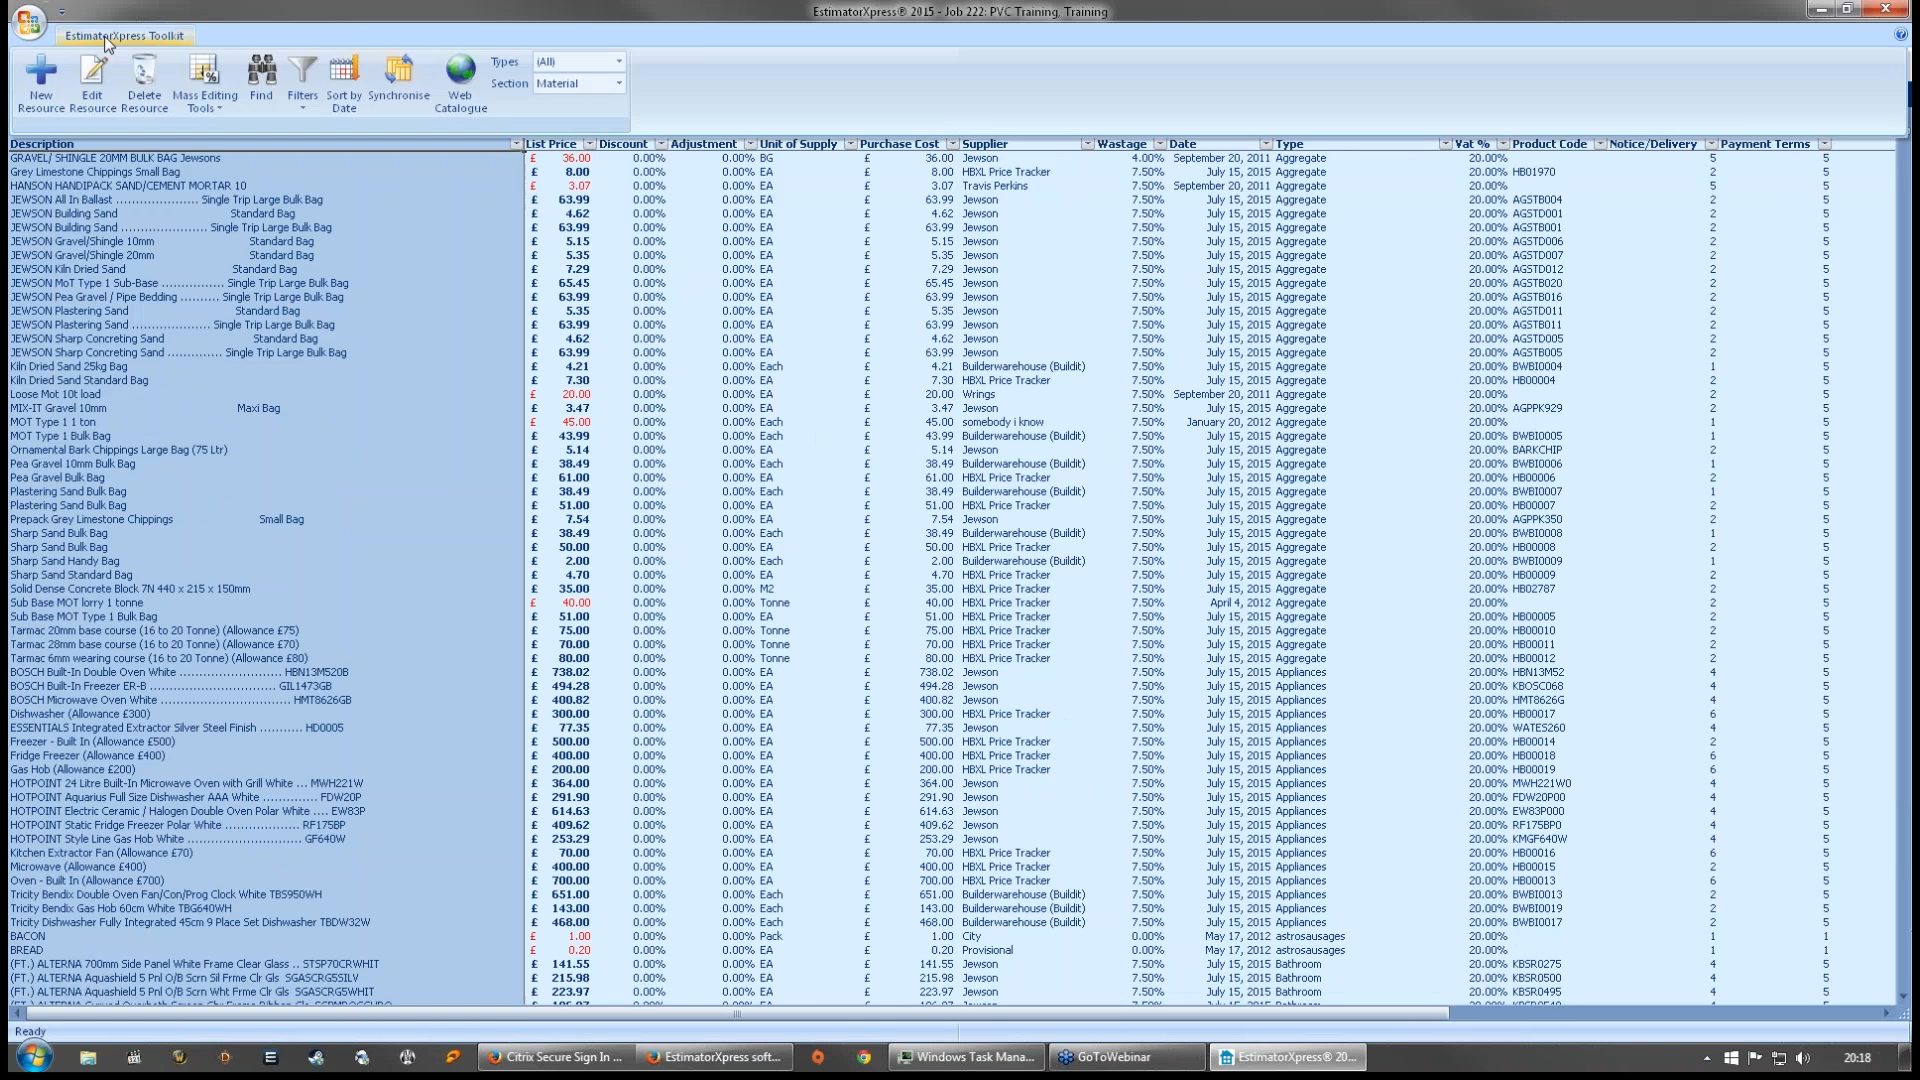 EstimatorXpress® 2015 - Job 222: PVC Training, Training
EstimatorXpress Toolkit
New Resource
Edit Resource
Delete Resource
Mass Editing Tools
Find
Filters
Sort by Date
Synchronise
Web Catalogue
Types (All)
Section Material
Description List Price Discount Adjustment Unit of Supply Purchase Cost Supplier Wastage Date Type Vat % Product Code Notice/Delivery Payment Terms
GRAVEL/ SHINGLE 20MM BULK BAG Jewsons £ 36.00 0.00% 0.00% BG £ 36.00 Jewson 4.00% September 20, 2011 Aggregate 20.00% 5 5
Grey Limestone Chippings Small Bag £ 8.00 0.00% 0.00% EA £ 8.00 HBXL Price Tracker 7.50% July 15, 2015 Aggregate 20.00% HB01970 2 5
HANSON HANDIPACK SAND/CEMENT MORTAR 10 £ 3.07 0.00% 0.00% EA £ 3.07 Travis Perkins 7.50% September 20, 2011 Aggregate 20.00% 5 5
JEWSON All In Ballast ..................... Single Trip Large Bulk Bag £ 63.99 0.00% 0.00% EA £ 63.99 Jewson 7.50% July 15, 2015 Aggregate 20.00% AGSTB004 2 5
JEWSON Building Sand Standard Bag £ 4.62 0.00% 0.00% EA £ 4.62 Jewson 7.50% July 15, 2015 Aggregate 20.00% AGSTD001 2 5
JEWSON Building Sand ...................... Single Trip Large Bulk Bag £ 63.99 0.00% 0.00% EA £ 63.99 Jewson 7.50% July 15, 2015 Aggregate 20.00% AGSTB001 2 5
JEWSON Gravel/Shingle 10mm Standard Bag £ 5.15 0.00% 0.00% EA £ 5.15 Jewson 7.50% July 15, 2015 Aggregate 20.00% AGSTD006 2 5
JEWSON Gravel/Shingle 20mm Standard Bag £ 5.35 0.00% 0.00% EA £ 5.35 Jewson 7.50% July 15, 2015 Aggregate 20.00% AGSTD007 2 5
JEWSON Kiln Dried Sand Standard Bag £ 7.29 0.00% 0.00% EA £ 7.29 Jewson 7.50% July 15, 2015 Aggregate 20.00% AGSTD012 2 5
JEWSON MoT Type 1 Sub-Base ................ Single Trip Large Bulk Bag £ 65.45 0.00% 0.00% EA £ 65.45 Jewson 7.50% July 15, 2015 Aggregate 20.00% AGSTB020 2 5
JEWSON Pea Gravel / Pipe Bedding .......... Single Trip Large Bulk Bag £ 63.99 0.00% 0.00% EA £ 63.99 Jewson 7.50% July 15, 2015 Aggregate 20.00% AGSTB016 2 5
JEWSON Plastering Sand Standard Bag £ 5.35 0.00% 0.00% EA £ 5.35 Jewson 7.50% July 15, 2015 Aggregate 20.00% AGSTD011 2 5
JEWSON Plastering Sand .................... Single Trip Large Bulk Bag £ 63.99 0.00% 0.00% EA £ 63.99 Jewson 7.50% July 15, 2015 Aggregate 20.00% AGSTB011 2 5
JEWSON Sharp Concreting Sand Standard Bag £ 4.62 0.00% 0.00% EA £ 4.62 Jewson 7.50% July 15, 2015 Aggregate 20.00% AGSTD005 2 5
JEWSON Sharp Concreting Sand .............. Single Trip Large Bulk Bag £ 63.99 0.00% 0.00% EA £ 63.99 Jewson 7.50% July 15, 2015 Aggregate 20.00% AGSTB005 2 5
Kiln Dried Sand 25kg Bag £ 4.21 0.00% 0.00% Each £ 4.21 Builderwarehouse (Buildit) 7.50% July 15, 2015 Aggregate 20.00% BWBI0004 1 5
Kiln Dried Sand Standard Bag £ 7.30 0.00% 0.00% EA £ 7.30 HBXL Price Tracker 7.50% July 15, 2015 Aggregate 20.00% HB00004 2 5
Loose Mot 10t load £ 20.00 0.00% 0.00% EA £ 20.00 Wrings 7.50% September 20, 2011 Aggregate 20.00% 2 5
MIX-IT Gravel 10mm Maxi Bag £ 3.47 0.00% 0.00% EA £ 3.47 Jewson 7.50% July 15, 2015 Aggregate 20.00% AGPPK929 2 5
MOT Type 1 1 ton £ 45.00 0.00% 0.00% Each £ 45.00 somebody i know 7.50% January 20, 2012 Aggregate 20.00% 1 5
MOT Type 1 Bulk Bag £ 43.99 0.00% 0.00% Each £ 43.99 Builderwarehouse (Buildit) 7.50% July 15, 2015 Aggregate 20.00% BWBI0005 1 5
Ornamental Bark Chippings Large Bag (75 Ltr) £ 5.14 0.00% 0.00% EA £ 5.14 Jewson 7.50% July 15, 2015 Aggregate 20.00% BARKCHIP 2 5
Pea Gravel 10mm Bulk Bag £ 38.49 0.00% 0.00% Each £ 38.49 Builderwarehouse (Buildit) 7.50% July 15, 2015 Aggregate 20.00% BWBI0006 1 5
Pea Gravel Bulk Bag £ 61.00 0.00% 0.00% EA £ 61.00 HBXL Price Tracker 7.50% July 15, 2015 Aggregate 20.00% HB00006 2 5
Plastering Sand Bulk Bag £ 38.49 0.00% 0.00% Each £ 38.49 Builderwarehouse (Buildit) 7.50% July 15, 2015 Aggregate 20.00% BWBI0007 1 5
Plastering Sand Bulk Bag £ 51.00 0.00% 0.00% EA £ 51.00 HBXL Price Tracker 7.50% July 15, 2015 Aggregate 20.00% HB00007 2 5
Prepack Grey Limestone Chippings Small Bag £ 7.54 0.00% 0.00% EA £ 7.54 Jewson 7.50% July 15, 2015 Aggregate 20.00% AGPPK350 2 5
Sharp Sand Bulk Bag £ 38.49 0.00% 0.00% EA £ 38.49 Builderwarehouse (Buildit) 7.50% July 15, 2015 Aggregate 20.00% BWBI0008 1 5
Sharp Sand Bulk Bag £ 50.00 0.00% 0.00% EA £ 50.00 HBXL Price Tracker 7.50% July 15, 2015 Aggregate 20.00% HB00008 2 5
Sharp Sand Handy Bag £ 2.00 0.00% 0.00% EA £ 2.00 Builderwarehouse (Buildit) 7.50% July 15, 2015 Aggregate 20.00% BWBI0009 1 5
Sharp Sand Standard Bag £ 4.70 0.00% 0.00% EA £ 4.70 HBXL Price Tracker 7.50% July 15, 2015 Aggregate 20.00% HB00009 2 5
Solid Dense Concrete Block 7N 440 x 215 x 150mm £ 35.00 0.00% 0.00% M2 £ 35.00 HBXL Price Tracker 7.50% July 15, 2015 Aggregate 20.00% HB02787 2 5
Sub Base MOT lorry 1 tonne £ 40.00 0.00% 0.00% Tonne £ 40.00 HBXL Price Tracker 7.50% April 4, 2012 Aggregate 20.00% 2 5
Sub Base MOT Type 1 Bulk Bag £ 51.00 0.00% 0.00% EA £ 51.00 HBXL Price Tracker 7.50% July 15, 2015 Aggregate 20.00% HB00005 2 5
Tarmac 20mm base course (16 to 20 Tonne) (Allowance £75) £ 75.00 0.00% 0.00% Tonne £ 75.00 HBXL Price Tracker 7.50% July 15, 2015 Aggregate 20.00% HB00010 2 5
Tarmac 28mm base course (16 to 20 Tonne) (Allowance £70) £ 70.00 0.00% 0.00% Tonne £ 70.00 HBXL Price Tracker 7.50% July 15, 2015 Aggregate 20.00% HB00011 2 5
Tarmac 6mm wearing course (16 to 20 Tonne) (Allowance £80) £ 80.00 0.00% 0.00% Tonne £ 80.00 HBXL Price Tracker 7.50% July 15, 2015 Aggregate 20.00% HB00012 2 5
BOSCH Built-In Double Oven White ........................... HBN13M520B £ 738.02 0.00% 0.00% EA £ 738.02 Jewson 7.50% July 15, 2015 Appliances 20.00% HBN13M52 4 5
BOSCH Built-In Freezer ER-B ................................ GIL1473GB £ 494.28 0.00% 0.00% EA £ 494.28 Jewson 7.50% July 15, 2015 Appliances 20.00% KBOSC068 4 5
BOSCH Microwave Oven White ................................. HMT8626GB £ 400.82 0.00% 0.00% EA £ 400.82 Jewson 7.50% July 15, 2015 Appliances 20.00% HMT8626G 4 5
Dishwasher (Allowance £300) £ 300.00 0.00% 0.00% EA £ 300.00 HBXL Price Tracker 7.50% July 15, 2015 Appliances 20.00% HB00017 6 5
ESSENTIALS Integrated Extractor Silver Steel Finish ........... HD0005 £ 77.35 0.00% 0.00% EA £ 77.35 Jewson 7.50% July 15, 2015 Appliances 20.00% WATES260 4 5
Freezer - Built In (Allowance £500) £ 500.00 0.00% 0.00% EA £ 500.00 HBXL Price Tracker 7.50% July 15, 2015 Appliances 20.00% HB00014 2 5
Fridge Freezer (Allowance £400) £ 400.00 0.00% 0.00% EA £ 400.00 HBXL Price Tracker 7.50% July 15, 2015 Appliances 20.00% HB00018 6 5
Gas Hob (Allowance £200) £ 200.00 0.00% 0.00% EA £ 200.00 HBXL Price Tracker 7.50% July 15, 2015 Appliances 20.00% HB00019 6 5
HOTPOINT 24 Litre Built-In Microwave Oven with Grill White ... MWH221W £ 364.00 0.00% 0.00% EA £ 364.00 Jewson 7.50% July 15, 2015 Appliances 20.00% MWH221W0 4 5
HOTPOINT Aquarius Full Size Dishwasher AAA White .............. FDW20P £ 291.90 0.00% 0.00% EA £ 291.90 Jewson 7.50% July 15, 2015 Appliances 20.00% FDW20P00 4 5
HOTPOINT Electric Ceramic / Halogen Double Oven Polar White .... EW83P £ 614.63 0.00% 0.00% EA £ 614.63 Jewson 7.50% July 15, 2015 Appliances 20.00% EW83P000 4 5
HOTPOINT Static Fridge Freezer Polar White ................... RF175BP £ 409.62 0.00% 0.00% EA £ 409.62 Jewson 7.50% July 15, 2015 Appliances 20.00% RF175BP0 4 5
HOTPOINT Style Line Gas Hob White ............................. GF640W £ 253.29 0.00% 0.00% EA £ 253.29 Jewson 7.50% July 15, 2015 Appliances 20.00% KMGF640W 4 5
Kitchen Extractor Fan (Allowance £70) £ 70.00 0.00% 0.00% EA £ 70.00 HBXL Price Tracker 7.50% July 15, 2015 Appliances 20.00% HB00016 6 5
Microwave (Allowance £400) £ 400.00 0.00% 0.00% EA £ 400.00 HBXL Price Tracker 7.50% July 15, 2015 Appliances 20.00% HB00015 2 5
Oven - Built In (Allowance £700) £ 700.00 0.00% 0.00% EA £ 700.00 HBXL Price Tracker 7.50% July 15, 2015 Appliances 20.00% HB00013 6 5
Tricity Bendix Double Oven Fan/Con/Prog Clock White TBS950WH £ 651.00 0.00% 0.00% Each £ 651.00 Builderwarehouse (Buildit) 7.50% July 15, 2015 Appliances 20.00% BWBI0013 2 5
Tricity Bendix Gas Hob 60cm White TBG640WH £ 143.00 0.00% 0.00% Each £ 143.00 Builderwarehouse (Buildit) 7.50% July 15, 2015 Appliances 20.00% BWBI0019 2 5
Tricity Dishwasher Fully Integrated 45cm 9 Place Set Dishwasher TBDW32W £ 468.00 0.00% 0.00% Each £ 468.00 Builderwarehouse (Buildit) 7.50% July 15, 2015 Appliances 20.00% BWBI0017 2 5
BACON £ 1.00 0.00% 0.00% Pack £ 1.00 City 0.00% May 17, 2012 astrosausages 20.00% 1 1
BREAD £ 0.20 0.00% 0.00% EA £ 0.20 Provisional 0.00% May 17, 2012 astrosausages 20.00% 1 1
(FT.) ALTERNA 700mm Side Panel White Frame Clear Glass .. STSP70CRWHIT £ 141.55 0.00% 0.00% EA £ 141.55 Jewson 7.50% July 15, 2015 Bathroom 20.00% KBSR0275 4 5
(FT.) ALTERNA Aquashield 5 Pnl O/B Scrn Sil Frme Clr Gls SGASCRG5SILV £ 215.98 0.00% 0.00% EA £ 215.98 Jewson 7.50% July 15, 2015 Bathroom 20.00% KBSR0500 4 5
(FT.) ALTERNA Aquashield 5 Pnl O/B Scrn Wht Frme Clr Gls SGASCRG5WHIT £ 223.97 0.00% 0.00% EA £ 223.97 Jewson 7.50% July 15, 2015 Bathroom 20.00% KBSR0495 4 5
Ready
Citrix Secure Sign In ...
EstimatorXpress soft...
Windows Task Mana...
GoToWebinar
EstimatorXpress® 20...
20:18